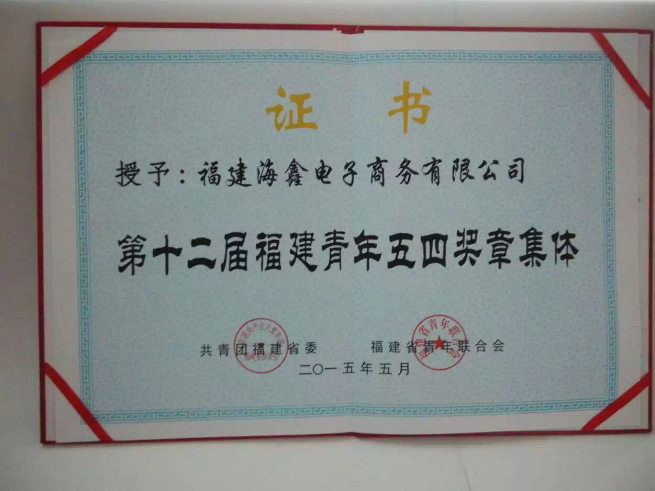 证 书
授予：福建海鑫电子商务有限公司
第十二届福建青年五四奖章集体
共青团福建省委 福建省青年联合会
二〇一五年五月